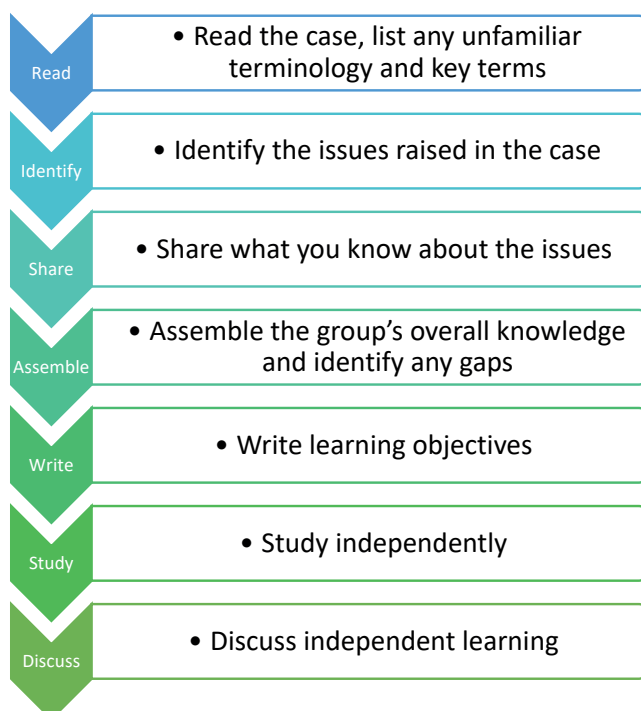 • Read the case, list any unfamiliar
terminology and key terms
Read
• Identify the issues raised in the case
Identify
• Share what you know about the issues
Share
• Assemble the group’s overall knowledge
and identify any gaps
Assemble
• Write learning objectives
Write
• Study independently
Study
• Discuss independent learning
Discuss